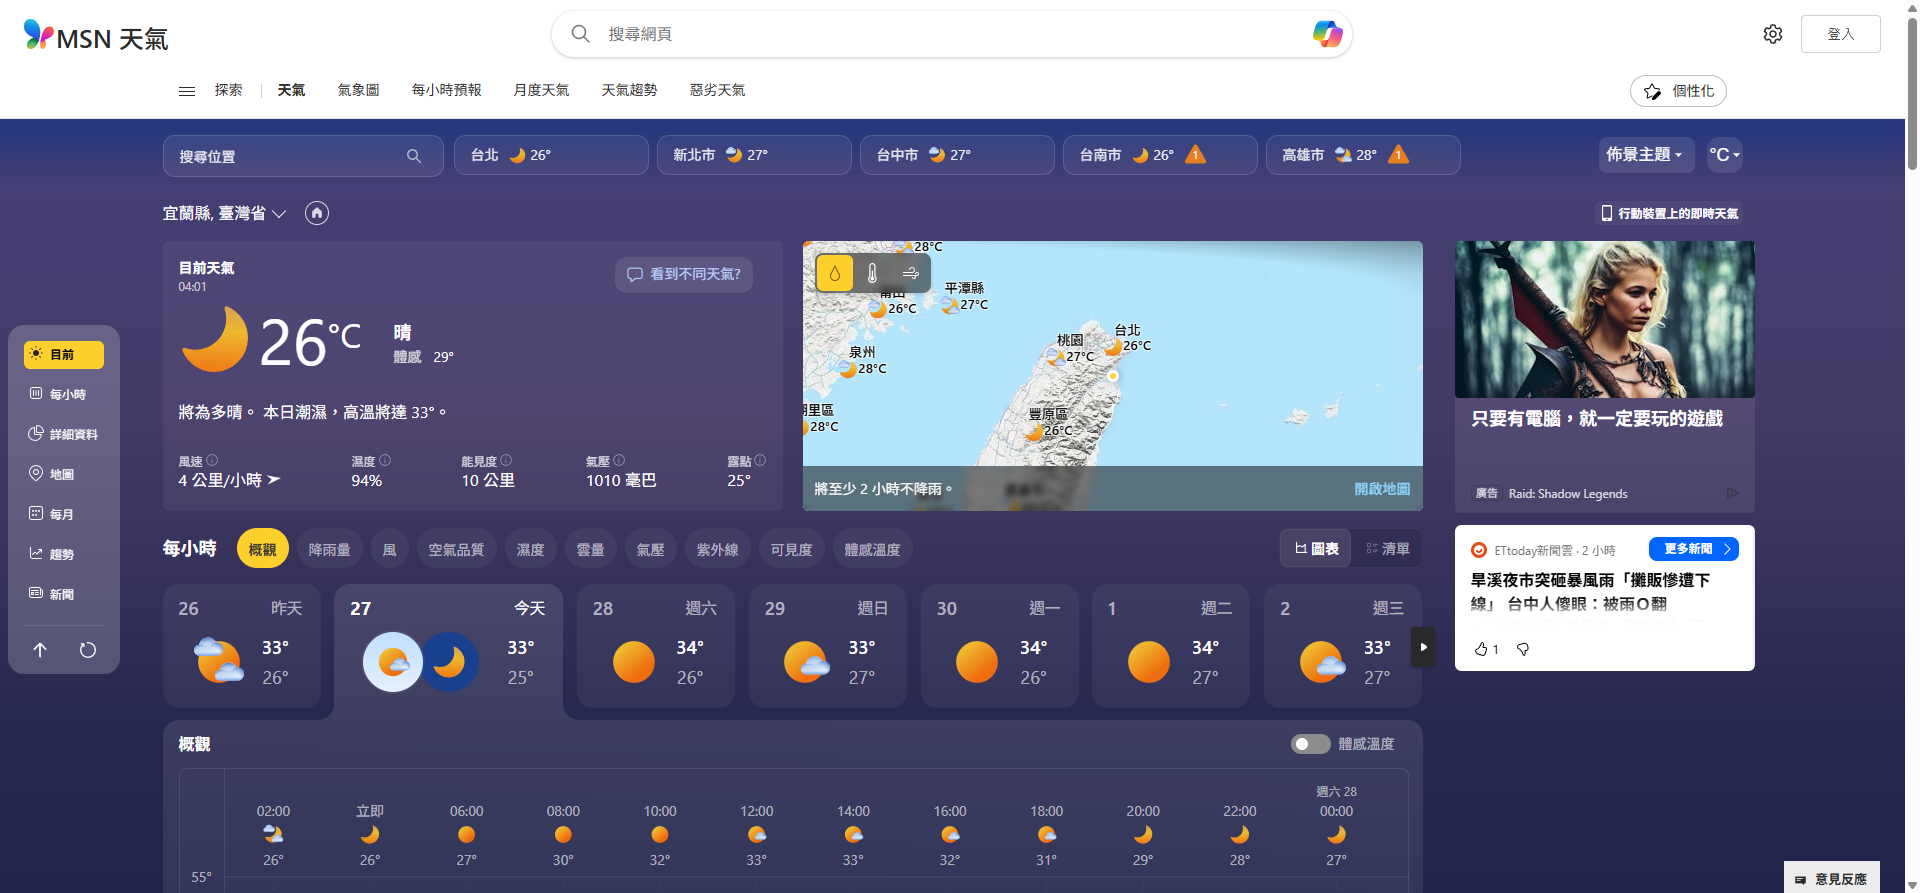 MSN 天氣
搜尋網頁
登入
探索
天氣
氣象圖
每小時預報
月度天氣
天氣趨勢
惡劣天氣
個性化
搜尋位置
台北 26°
新北市 27°
台中市 27°
台南市 26° 1
高雄市 28° 1
佈景主題
°C
宜蘭縣, 臺灣省
行動裝置上的即時天氣
目前
每小時
詳細資料
地圖
每月
趨勢
新聞
目前天氣
04:01
看到不同天氣?
26°C
晴
體感 29°
將為多晴。 本日潮濕，高溫將達 33°。
風速
4 公里/小時
濕度
94%
能見度
10 公里
氣壓
1010 毫巴
露點
25°
28°C
平潭縣
27°C
莆田
26°C
泉州
28°C
桃園
27°C
台北
26°C
豐原區
26°C
里區
28°C
將至少 2 小時不降雨。
開啟地圖
只要有電腦，就一定要玩的遊戲
廣告 Raid: Shadow Legends
ETtoday新聞雲 · 2 小時
更多新聞
旱溪夜市突砸暴風雨「攤販慘遭下
線」 台中人傻眼：被雨Ｏ翻
1
每小時
概觀
降雨量
風
空氣品質
濕度
雲量
氣壓
紫外線
可見度
體感溫度
圖表
清單
26 昨天
33°
26°
27 今天
33°
25°
28 週六
34°
26°
29 週日
33°
27°
30 週一
34°
26°
1 週二
34°
27°
2 週三
33°
27°
概觀
體感溫度
週六 28
02:00 立即 06:00 08:00 10:00 12:00 14:00 16:00 18:00 20:00 22:00 00:00
26° 26° 27° 30° 32° 33° 33° 32° 31° 29° 28° 27°
55°
意見反應